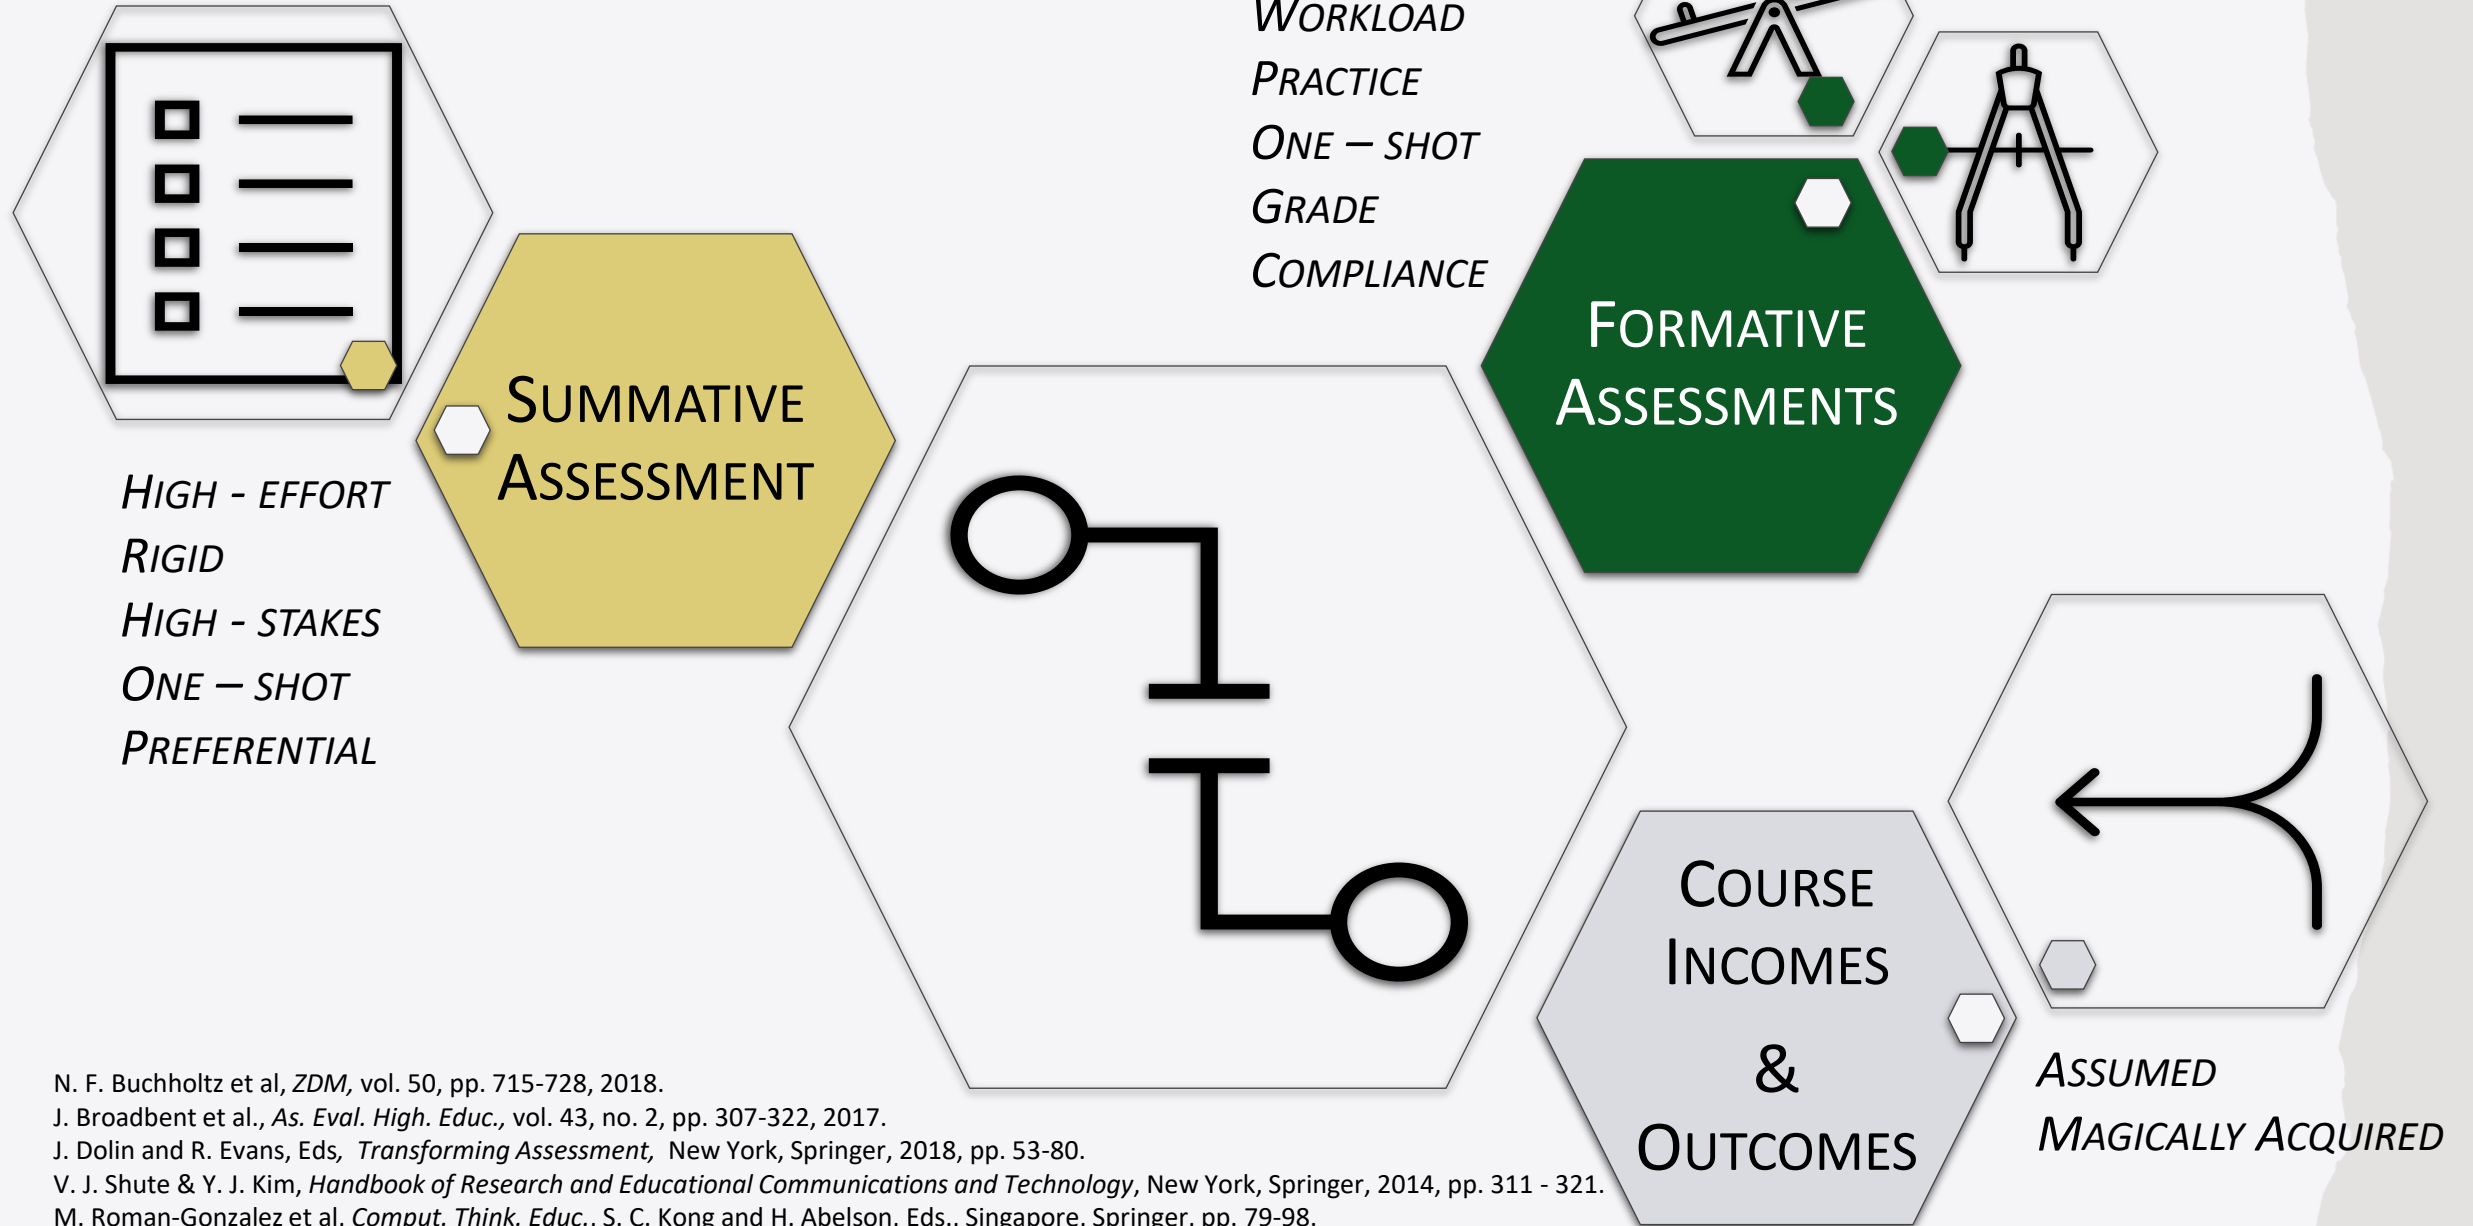 WORKLOAD
PRACTICE
ONE – SHOT
GRADE
COMPLIANCE
FORMATIVE
ASSESSMENTS
SUMMATIVE
ASSESSMENT
HIGH - EFFORT
RIGID
HIGH - STAKES
ONE – SHOT
PREFERENTIAL
COURSE
INCOMES
&
OUTCOMES
ASSUMED
MAGICALLY ACQUIRED
N. F. Buchholtz et al, ZDM, vol. 50, pp. 715-728, 2018.
J. Broadbent et al., As. Eval. High. Educ., vol. 43, no. 2, pp. 307-322, 2017.
J. Dolin and R. Evans, Eds, Transforming Assessment, New York, Springer, 2018, pp. 53-80.
V. J. Shute & Y. J. Kim, Handbook of Research and Educational Communications and Technology, New York, Springer, 2014, pp. 311 - 321.
M. Roman-Gonzalez et al, Comput. Think. Educ., S. C. Kong and H. Abelson, Eds., Singapore, Springer, pp. 79-98.